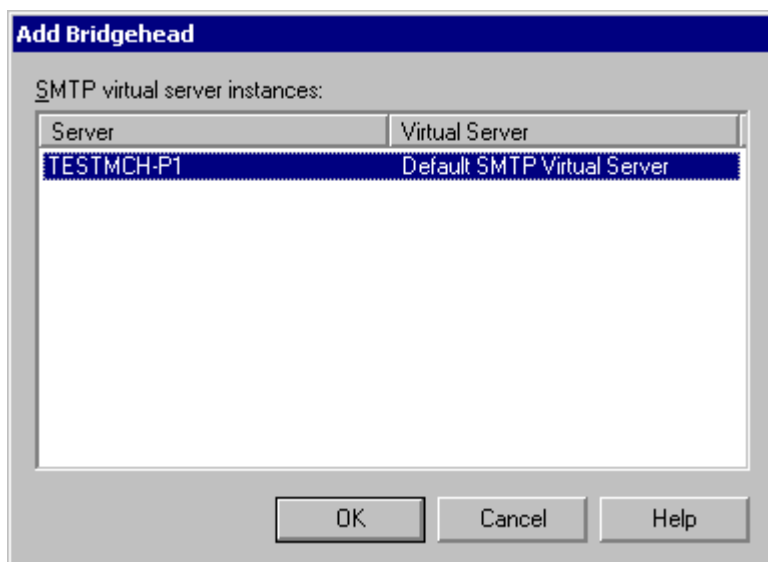 Add Bridgehead
SMTP virtual server instances:
Server Virtual Server
TESTMCH-P1 Default SMTP Virtual Server
OK Cancel Help